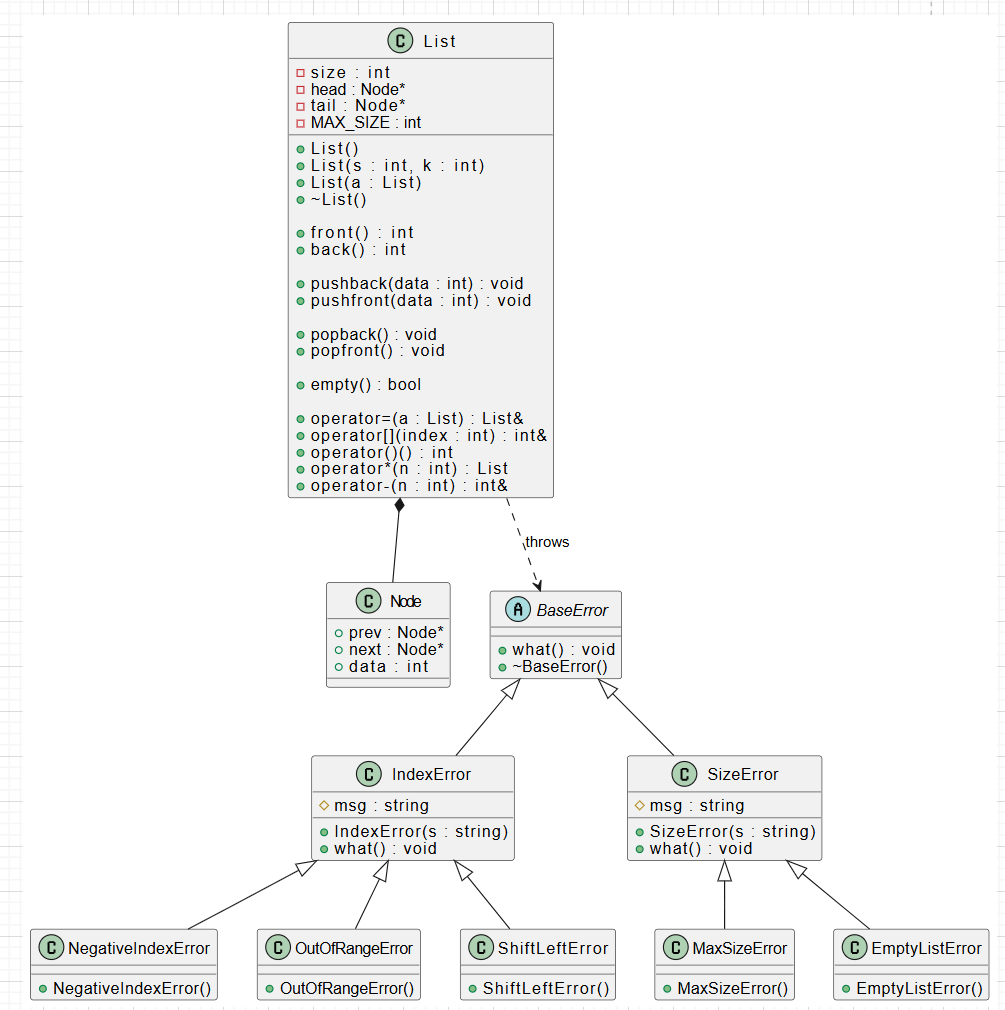 C List
size : int
head : Node*
tail : Node*
MAX_SIZE : int
List()
List(s : int, k : int)
List(a : List)
~List()
front() : int
back() : int
pushback(data : int) : void
pushfront(data : int) : void
popback() : void
popfront() : void
empty() : bool
operator=(a : List) : List&
operator[](index : int) : int&
operator()() : int
operator*(n : int) : List
operator-(n : int) : int&
throws
C Node
prev : Node*
next : Node*
data : int
A BaseError
what() : void
~BaseError()
C IndexError
msg : string
IndexError(s : string)
what() : void
C SizeError
msg : string
SizeError(s : string)
what() : void
C NegativeIndexError
NegativeIndexError()
C OutOfRangeError
OutOfRangeError()
C ShiftLeftError
ShiftLeftError()
C MaxSizeError
MaxSizeError()
C EmptyListError
EmptyListError()